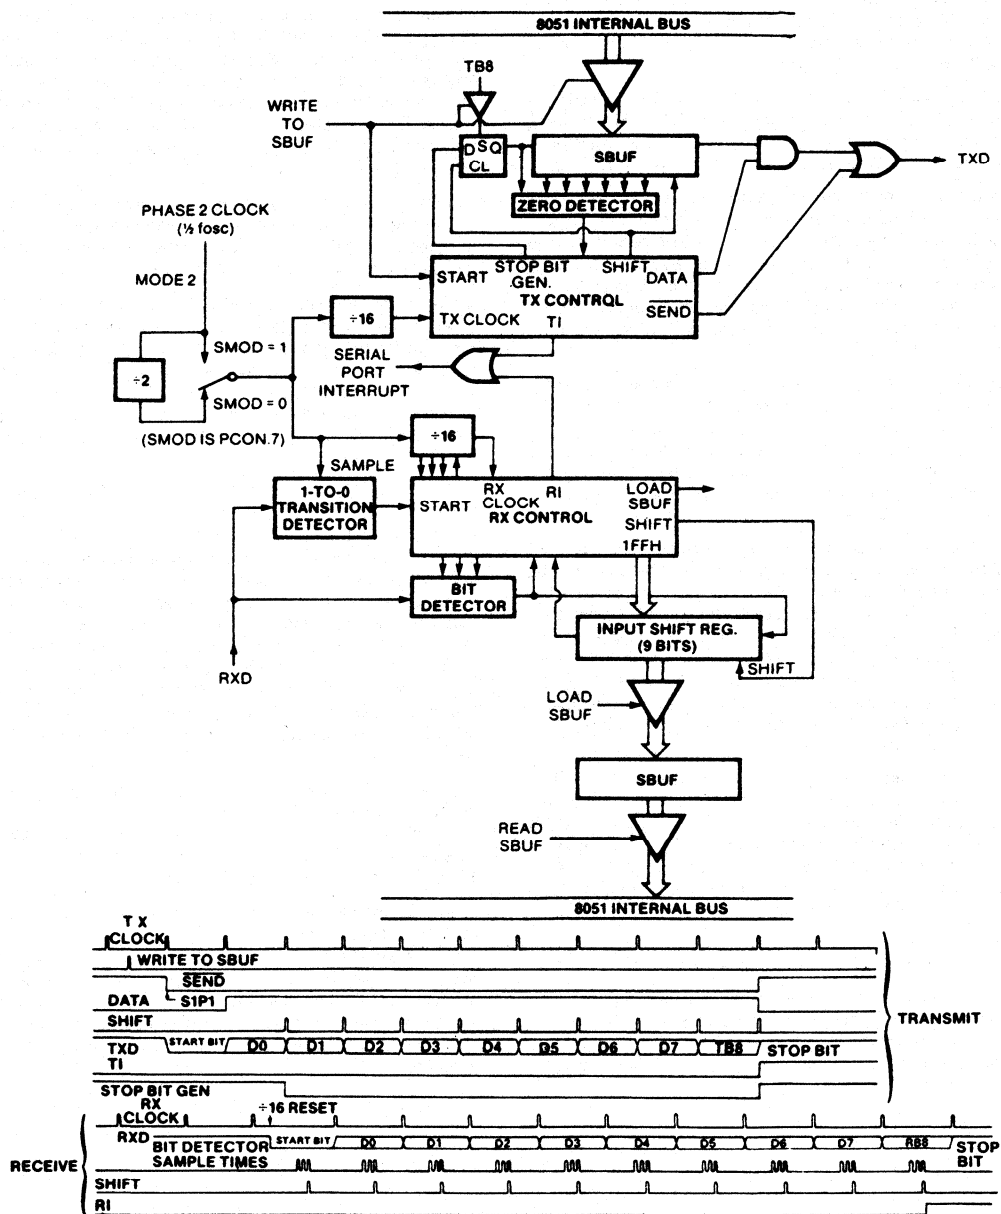 8051 INTERNAL BUS
TB8
WRITE
TO
SBUF
D S Q
CL
SBUF
TXD
ZERO DETECTOR
PHASE 2 CLOCK
(½ fosc)
MODE 2
START
STOP BIT
GEN.
SHIFT
DATA
TX CONTROL
SEND
TX CLOCK
TI
÷16
SMOD = 1
÷2
SMOD = 0
(SMOD IS PCON.7)
SERIAL
PORT
INTERRUPT
÷16
SAMPLE
1-TO-0
TRANSITION
DETECTOR
START
RX
CLOCK
RI
LOAD
SBUF
RX CONTROL
SHIFT
1FFH
BIT
DETECTOR
INPUT SHIFT REG.
(9 BITS)
SHIFT
RXD
LOAD
SBUF
SBUF
READ
SBUF
8051 INTERNAL BUS
TX
CLOCK
WRITE TO SBUF
SEND
DATA
S1P1
SHIFT
TRANSMIT
TXD
START BIT D0 D1 D2 D3 D4 D5 D6 D7 TB8 STOP BIT
TI
STOP BIT GEN
RX
CLOCK
÷16 RESET
RXD
START BIT D0 D1 D2 D3 D4 D5 D6 D7 RB8 STOP
BIT
BIT DETECTOR
SAMPLE TIMES
RECEIVE
SHIFT
RI